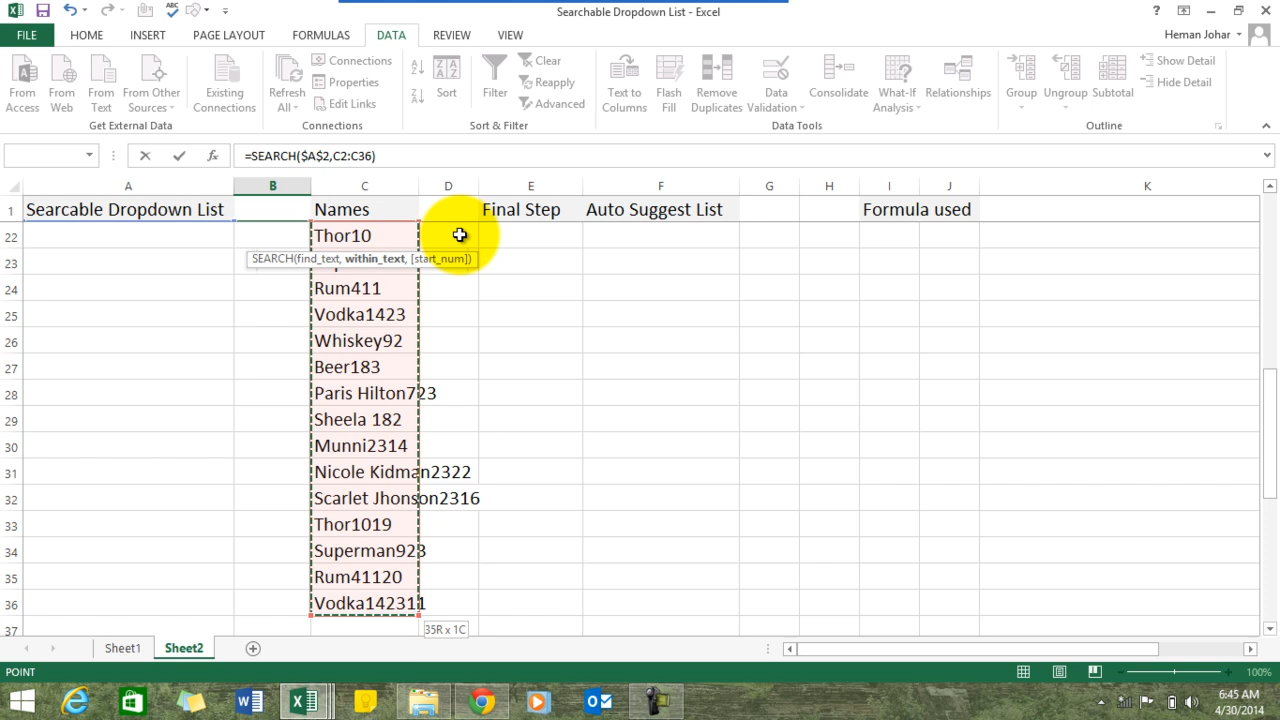 Searchable Dropdown List - Excel
FILE HOME INSERT PAGE LAYOUT FORMULAS DATA REVIEW VIEW Heman Johar
From Access
From Web
From Text
From Other Sources
Existing Connections
Get External Data
Refresh All
Connections
Properties
Edit Links
Connections
Sort
Filter
Clear
Reapply
Advanced
Sort & Filter
Text to Columns
Flash Fill
Remove Duplicates
Data Validation
Consolidate
What-If Analysis
Relationships
Data Tools
Group
Ungroup
Subtotal
Show Detail
Hide Detail
Outline
fx =SEARCH($A$2,C2:C36)
A B C D E F G H I J K
1 Searcable Dropdown List Names Final Step Auto Suggest List Formula used
22 Thor10
23
SEARCH(find_text, within_text, [start_num])
24 Rum411
25 Vodka1423
26 Whiskey92
27 Beer183
28 Paris Hilton723
29 Sheela 182
30 Munni2314
31 Nicole Kidman2322
32 Scarlet Jhonson2316
33 Thor1019
34 Superman923
35 Rum41120
36 Vodka142311
37
35R x 1C
Sheet1 Sheet2
POINT 100%
6:45 AM
4/30/2014